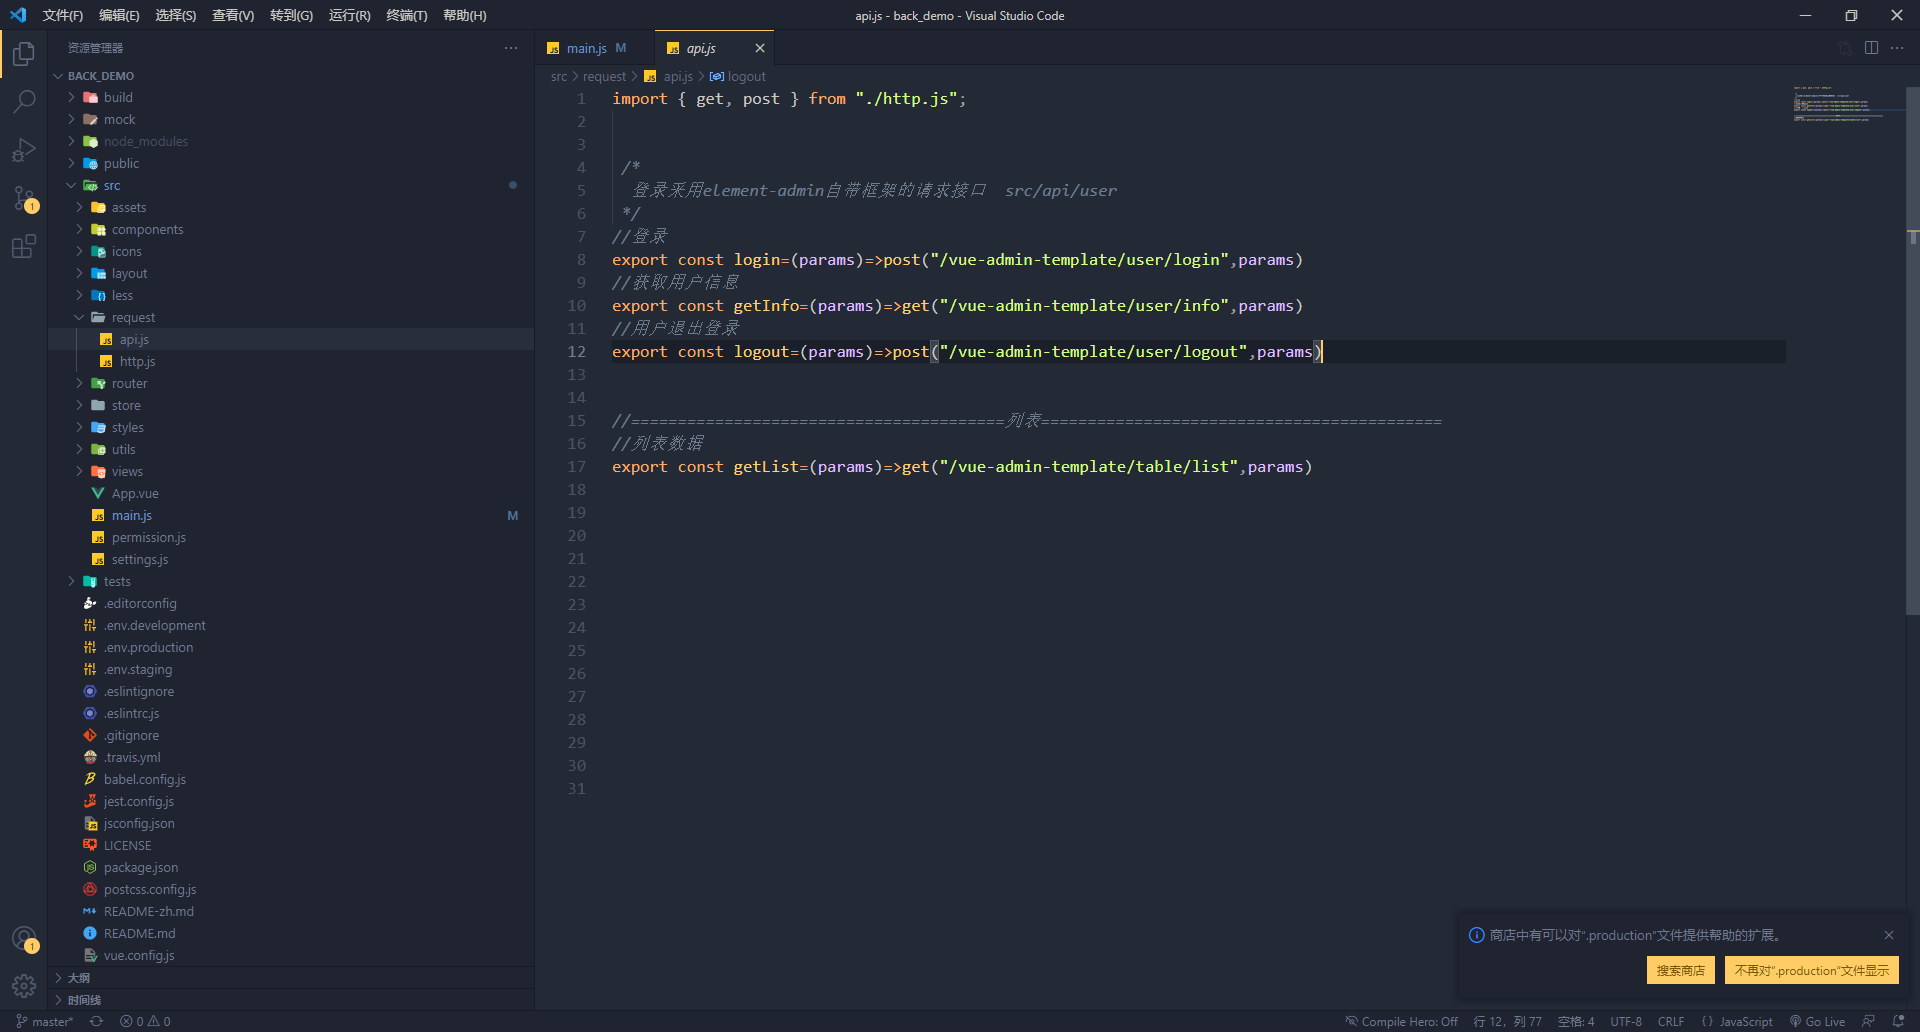 文件(F) 编辑(E) 选择(S) 查看(V) 转到(G) 运行(R) 终端(T) 帮助(H) api.js - back_demo - Visual Studio Code
资源管理器
BACK_DEMO
build
mock
node_modules
public
src
assets
components
icons
layout
less
request
api.js
http.js
router
store
styles
utils
views
App.vue
main.js M
permission.js
settings.js
tests
.editorconfig
.env.development
.env.production
.env.staging
.eslintignore
.eslintrc.js
.gitignore
.travis.yml
babel.config.js
jest.config.js
jsconfig.json
LICENSE
package.json
postcss.config.js
README-zh.md
README.md
vue.config.js
大纲
时间线
1
1
main.js M api.js
src > request > api.js > logout
1 import { get, post } from "./http.js";
2
3
4 /*
5 登录采用element-admin自带框架的请求接口 src/api/user
6 */
7 //登录
8 export const login=(params)=>post("/vue-admin-template/user/login",params)
9 //获取用户信息
10 export const getInfo=(params)=>get("/vue-admin-template/user/info",params)
11 //用户退出登录
12 export const logout=(params)=>post("/vue-admin-template/user/logout",params)
13
14
15 //========================================列表===========================================
16 //列表数据
17 export const getList=(params)=>get("/vue-admin-template/table/list",params)
18
19
20
21
22
23
24
25
26
27
28
29
30
31
商店中有可以对".production"文件提供帮助的扩展。
搜索商店 不再对".production"文件显示
master* 0 0 Compile Hero: Off 行 12，列 77 空格: 4 UTF-8 CRLF JavaScript Go Live